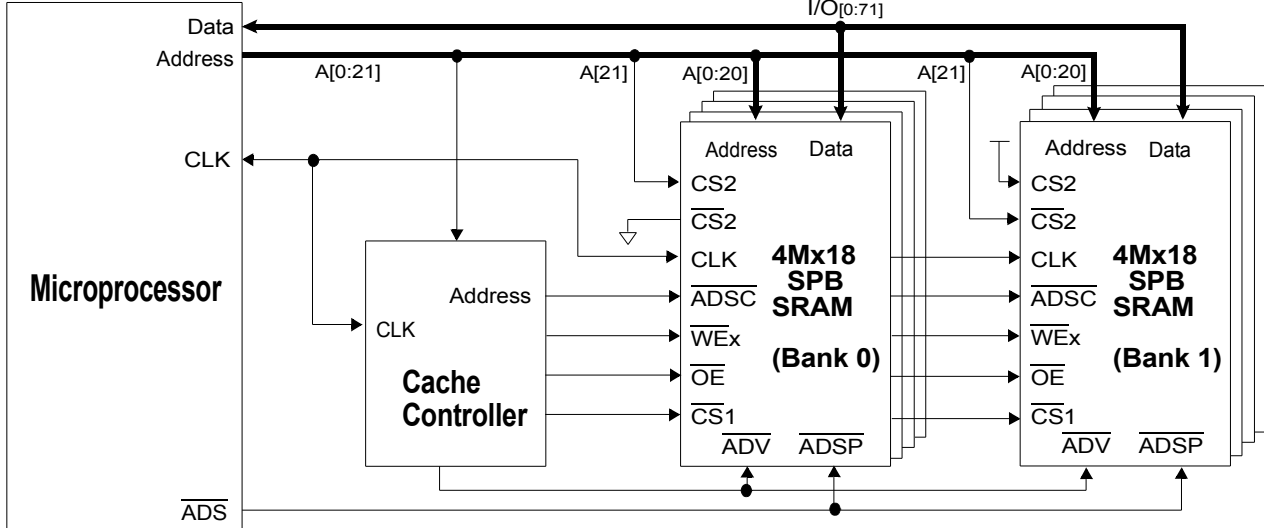 I/O[0:71]
Data
Address
A[0:21]
A[21]
A[0:20]
A[21]
A[0:20]
CLK
Microprocessor
ADS
Address
CLK
Cache
Controller
Address Data
CS2
CS2
CLK
ADSC
WEx
OE
CS1
ADV ADSP
4Mx18
SPB
SRAM
(Bank 0)
Address Data
CS2
CS2
CLK
ADSC
WEx
OE
CS1
ADV ADSP
4Mx18
SPB
SRAM
(Bank 1)